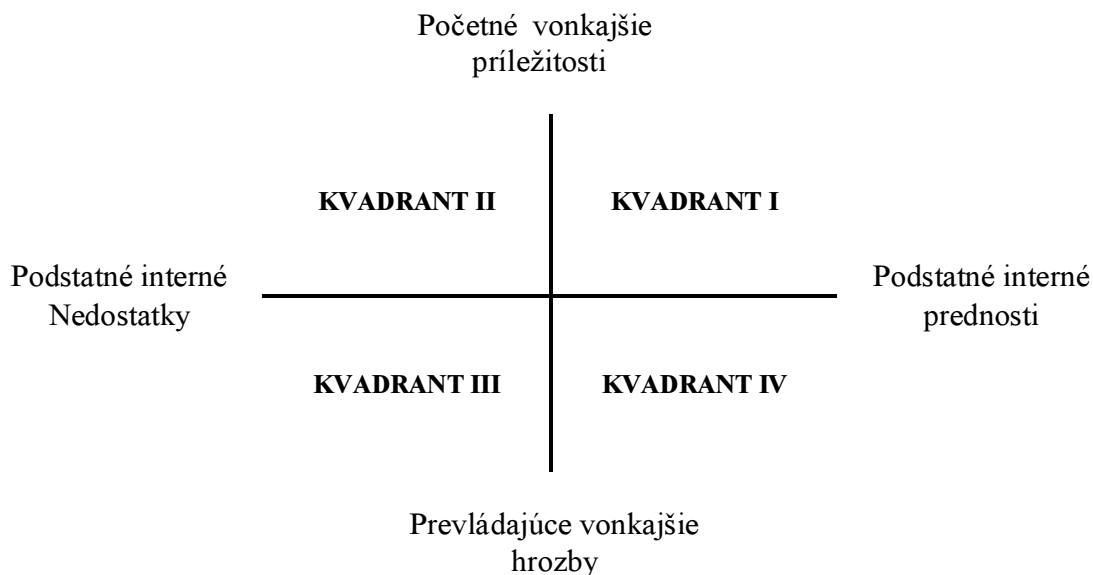 Početné vonkajšie
príležitosti
KVADRANT II
KVADRANT I
Podstatné interné
Nedostatky
Podstatné interné
prednosti
KVADRANT III
KVADRANT IV
Prevládajúce vonkajšie
hrozby